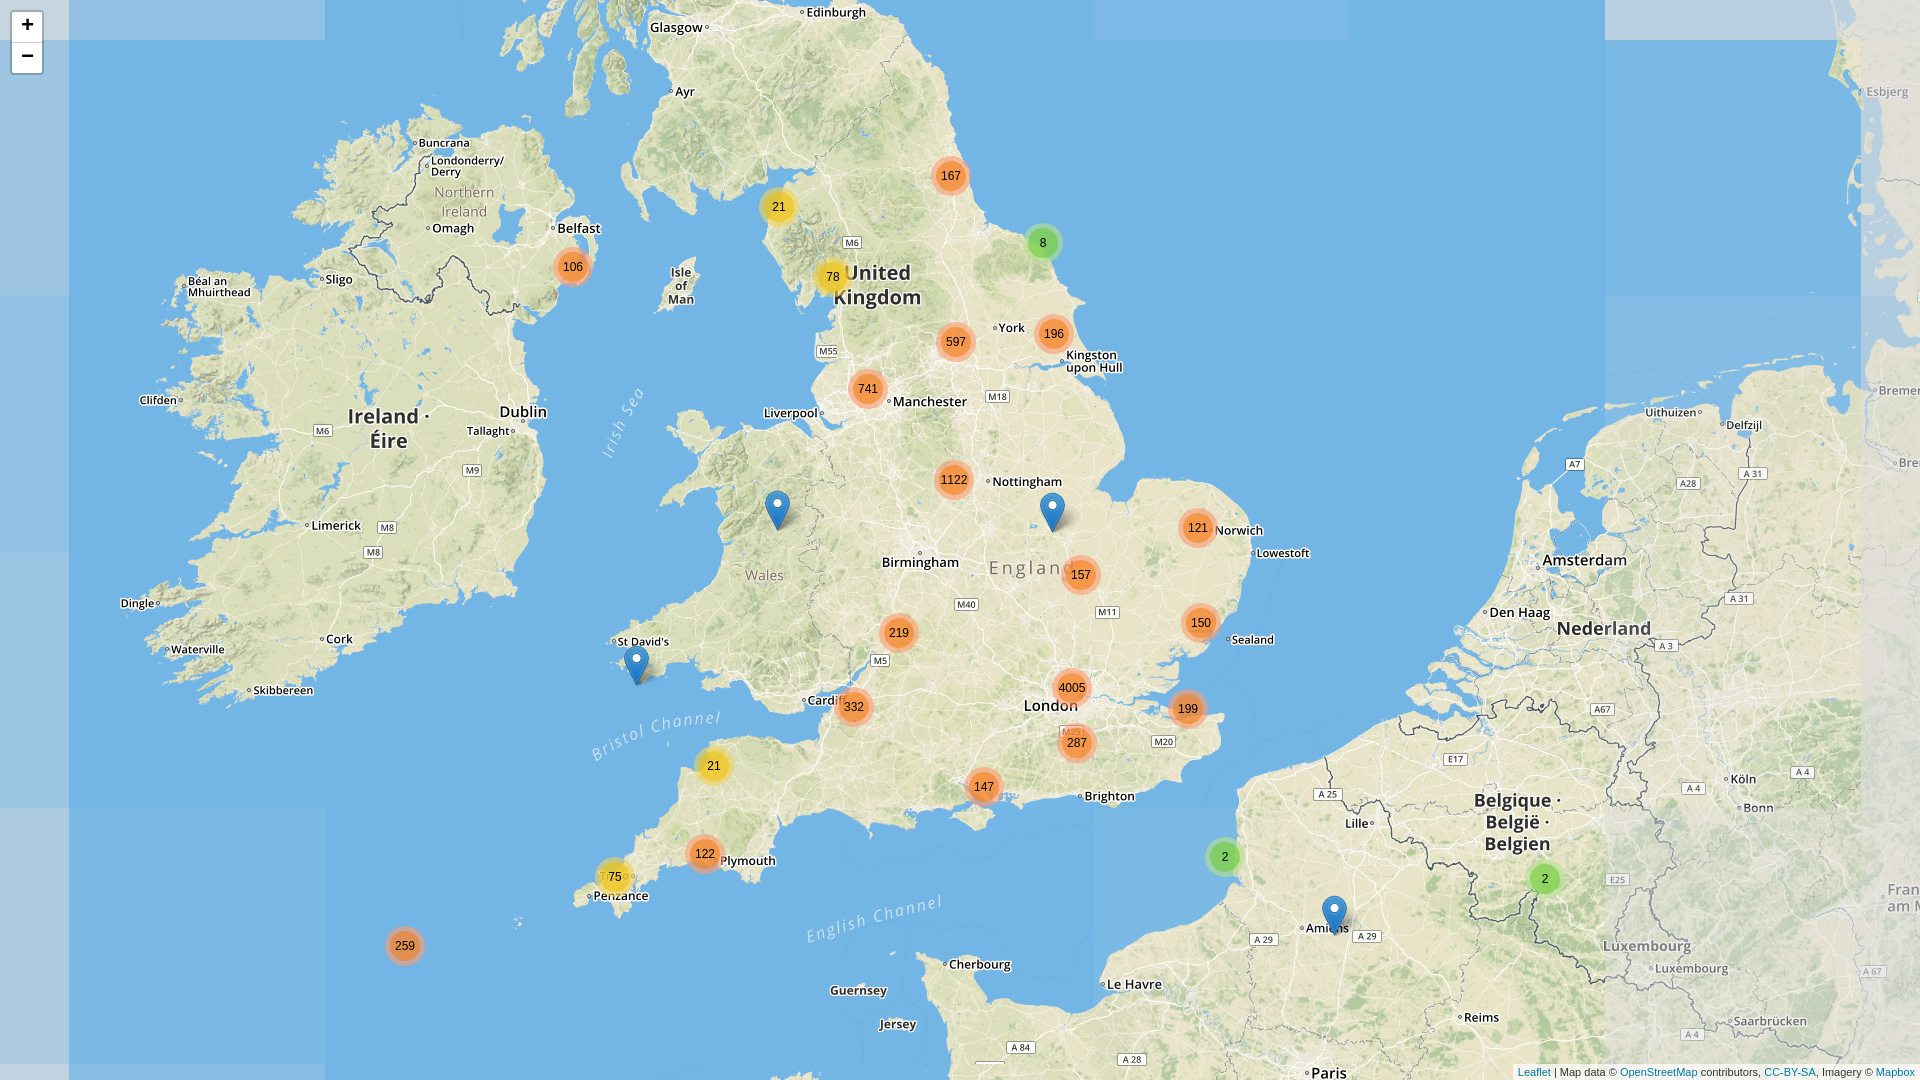 +
−
Edinburgh
Glasgow
Ayr
Esbjerg
Buncrana
Londonderry/
Derry
Northern
Ireland
Omagh
Belfast
106
167
21
8
M6
78
United
Kingdom
Isle
of
Man
Béal an
Mhuirthead
Sligo
York
196
597
Kingston
upon Hull
M55
741
Manchester
M18
Liverpool
Clifden
Ireland ·
Éire
Dublin
Tallaght
M6
M9
Irish Sea
Uithuizen
Delfzijl
A7
A 31
A28
1122
Nottingham
121
Norwich
Lowestoft
Limerick
M8
M8
Birmingham
England
157
Wales
M40
M11
Amsterdam
A 31
Den Haag
Nederland
A 3
Dingle
Cork
Waterville
Skibbereen
St David's
219
M5
150
Sealand
4005
London
M25
287
199
M20
Cardiff
332
Bristol Channel
A67
E17
21
147
Brighton
A 25
Lille
Belgique ·
België ·
Belgien
Köln
A 4
A 4
Bonn
122
Plymouth
75
Penzance
2
2
E25
259
English Channel
Amiens
A 29
A 29
Luxembourg
Luxembourg
A 67
Cherbourg
Le Havre
Guernsey
Jersey
Reims
Saarbrücken
A 4
A 84
A 28
Paris
Leaflet | Map data © OpenStreetMap contributors, CC-BY-SA, Imagery © Mapbox